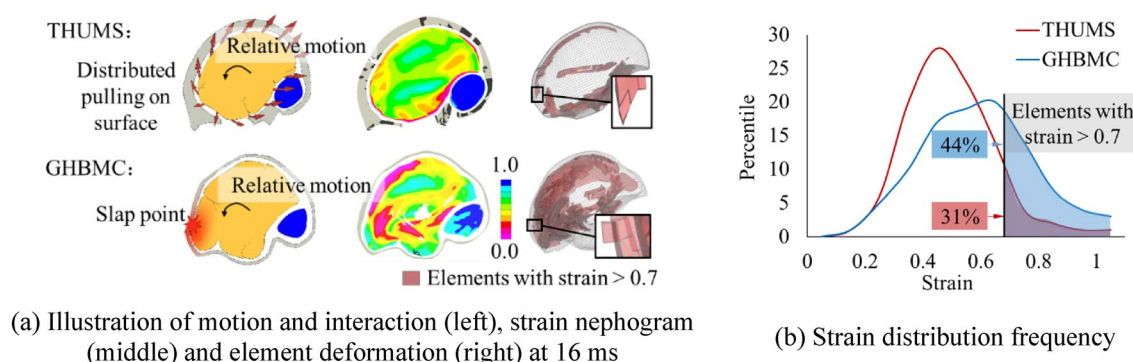 THUMS:
Relative motion
Distributed
pulling on
surface
GHBMC:
Relative motion
Slap point
1.0
0.0
Elements with strain > 0.7
(a) Illustration of motion and interaction (left), strain nephogram
(middle) and element deformation (right) at 16 ms
30
25
20
15
10
5
0
Percentile
THUMS
GHBMC
Elements with
strain > 0.7
44%
31%
0
0.2
0.4
0.6
0.8
1
Strain
(b) Strain distribution frequency